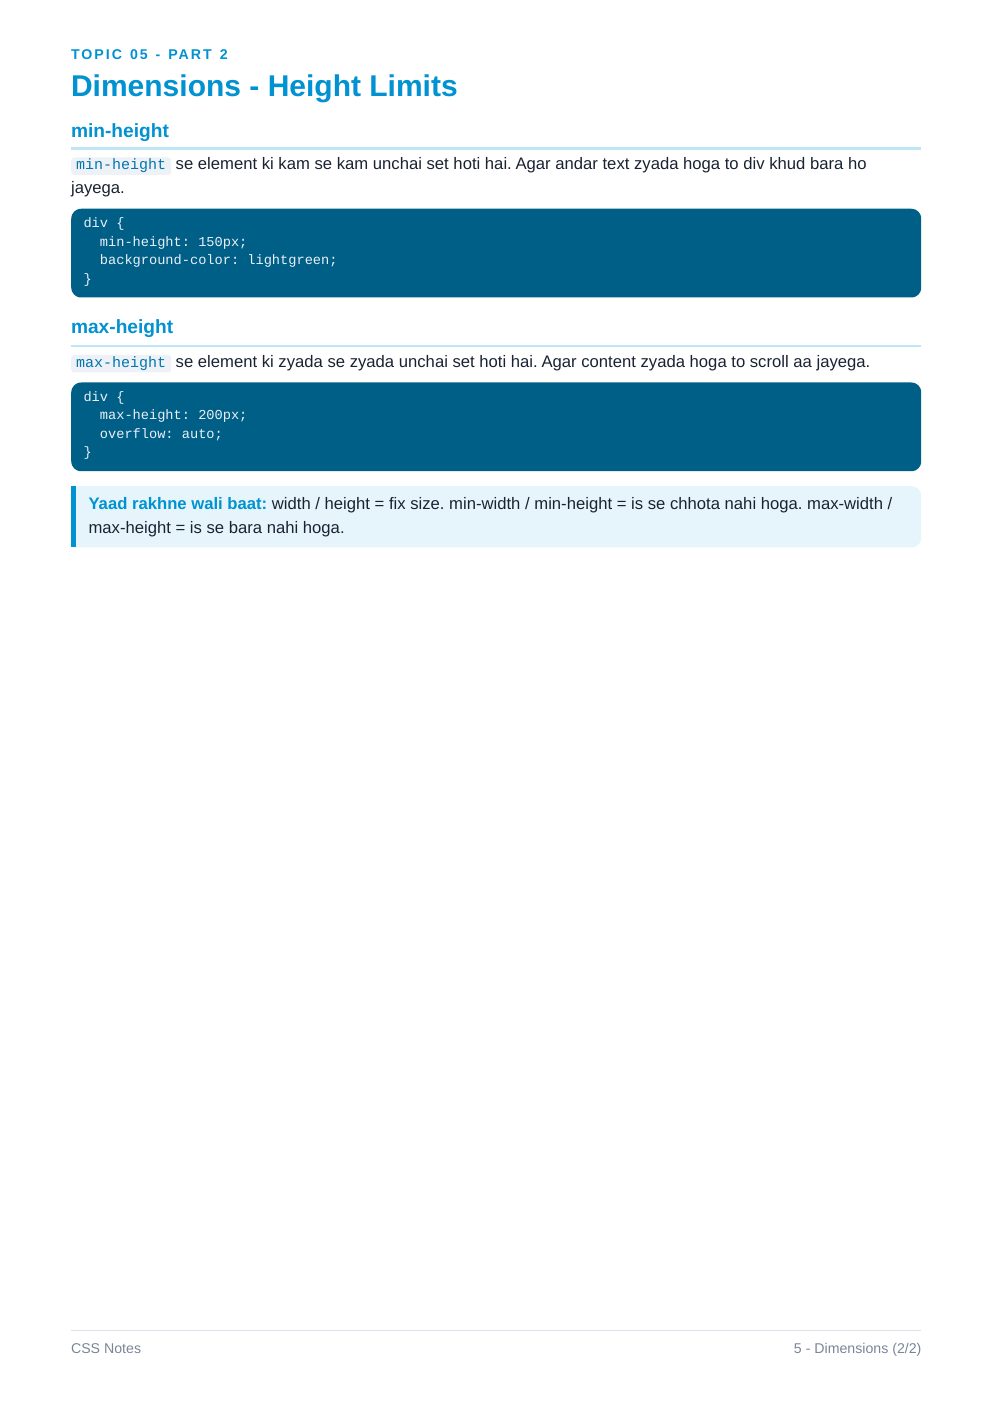 TOPIC 05 - PART 2
Dimensions - Height Limits
min-height
min-height se element ki kam se kam unchai set hoti hai. Agar andar text zyada hoga to div khud bara ho
jayega.
div {
  min-height: 150px;
  background-color: lightgreen;
}
max-height
max-height se element ki zyada se zyada unchai set hoti hai. Agar content zyada hoga to scroll aa jayega.
div {
  max-height: 200px;
  overflow: auto;
}
Yaad rakhne wali baat: width / height = fix size. min-width / min-height = is se chhota nahi hoga. max-width /
max-height = is se bara nahi hoga.
CSS Notes
5 - Dimensions (2/2)